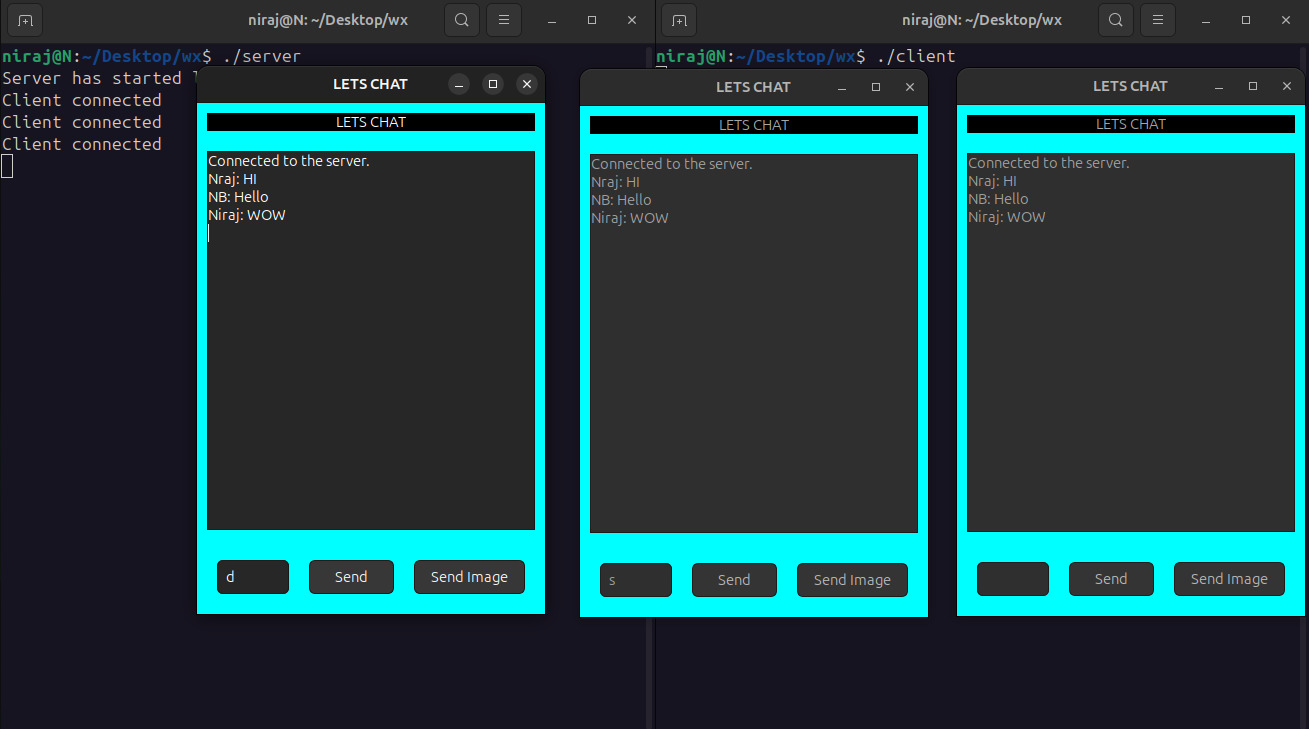 niraj@N: ~/Desktop/wx
niraj@N:~/Desktop/wx$ ./server
Server has started
Client connected
Client connected
Client connected
niraj@N: ~/Desktop/wx
niraj@N:~/Desktop/wx$ ./client
LETS CHAT
LETS CHAT
Connected to the server.
Nraj: HI
NB: Hello
Niraj: WOW
d
Send
Send Image
LETS CHAT
LETS CHAT
Connected to the server.
Nraj: HI
NB: Hello
Niraj: WOW
s
Send
Send Image
LETS CHAT
LETS CHAT
Connected to the server.
Nraj: HI
NB: Hello
Niraj: WOW
Send
Send Image